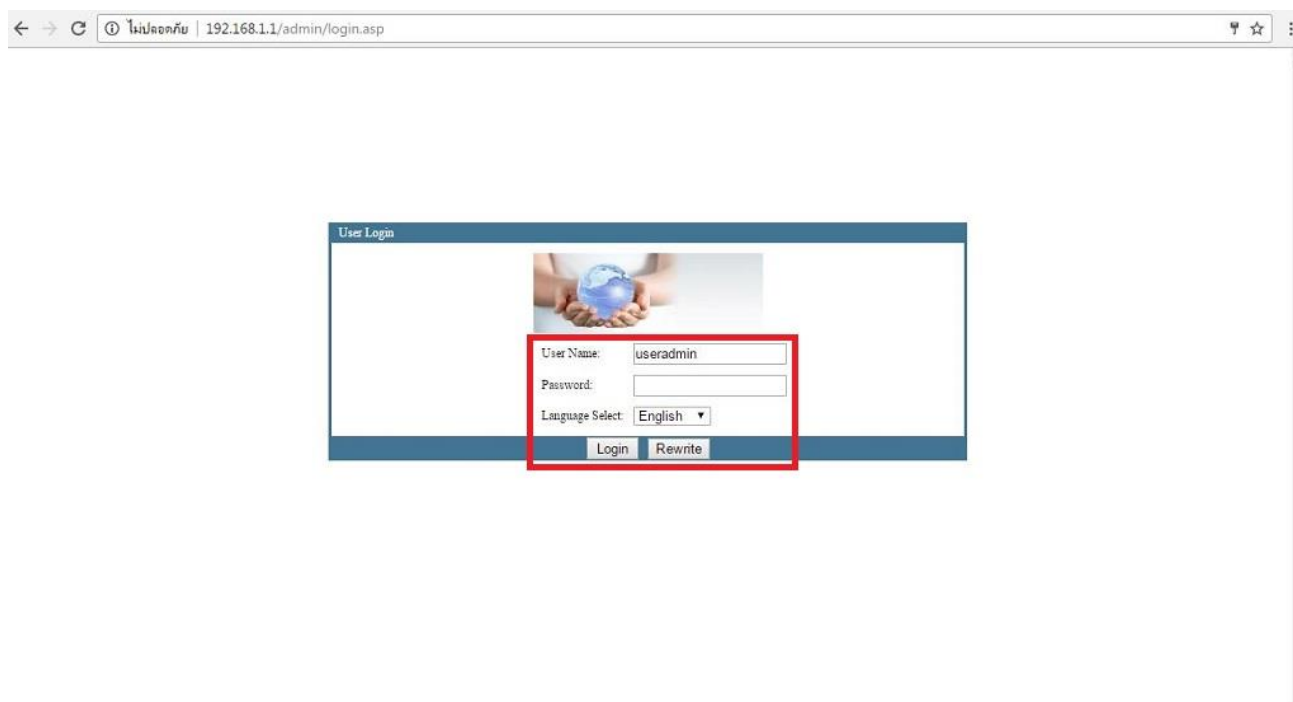 ไม่ปลอดภัย | 192.168.1.1/admin/login.asp
User Login
User Name: useradmin
Password:
Language Select: English
Login Rewrite